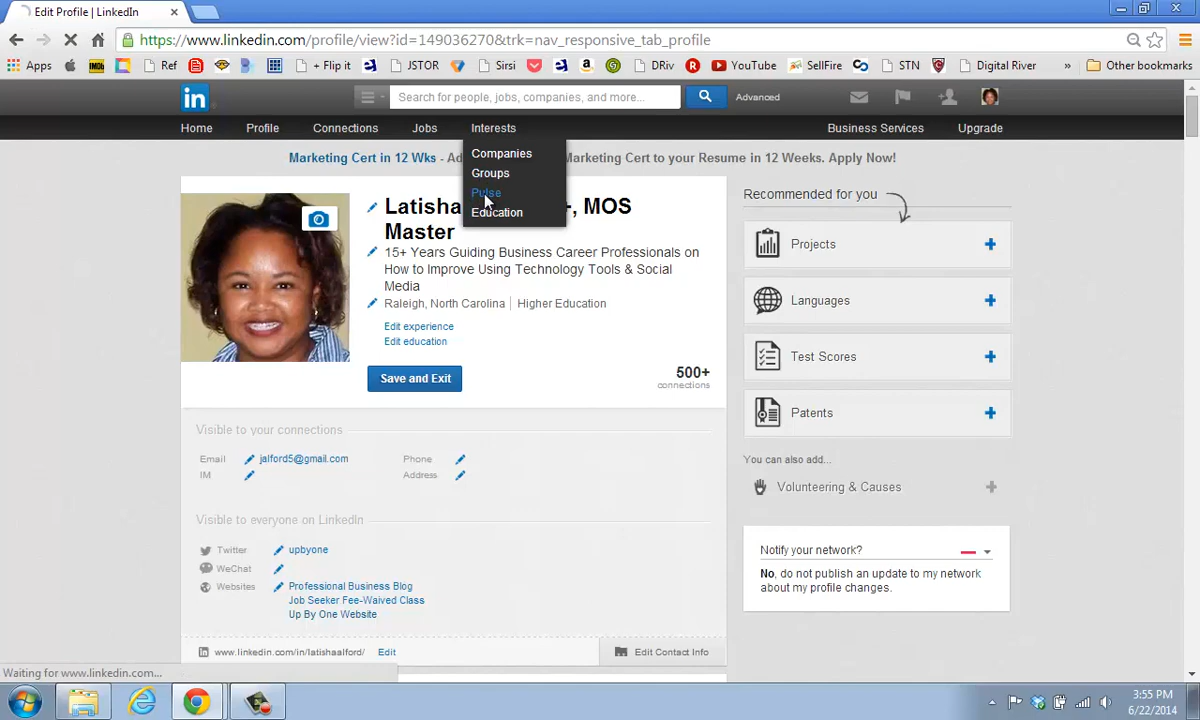 Edit Profile | LinkedIn
https://www.linkedin.com/profile/view?id=149036270&trk=nav_responsive_tab_profile
Apps IMDb Ref + Flip it JSTOR Sirsi DRiv YouTube SellFire STN Digital River » Other bookmarks
in Search for people, jobs, companies, and more... Advanced
Home Profile Connections Jobs Interests Business Services Upgrade
Companies
Groups
Pulse
Education
Marketing Cert in 12 Wks - Ad Marketing Cert to your Resume in 12 Weeks. Apply Now!
Latisha +, MOS
Master
15+ Years Guiding Business Career Professionals on
How to Improve Using Technology Tools & Social
Media
Raleigh, North Carolina | Higher Education
Edit experience
Edit education
Save and Exit
500+
connections
Recommended for you
Projects +
Languages +
Test Scores +
Patents +
You can also add...
Volunteering & Causes +
Notify your network?
No, do not publish an update to my network
about my profile changes.
Visible to your connections
Email jalford5@gmail.com Phone
IM Address
Visible to everyone on LinkedIn
Twitter upbyone
WeChat
Websites Professional Business Blog
Job Seeker Fee-Waived Class
Up By One Website
in www.linkedin.com/in/latishaalford/ Edit Edit Contact Info
Waiting for www.linkedin.com...
3:55 PM
6/22/2014